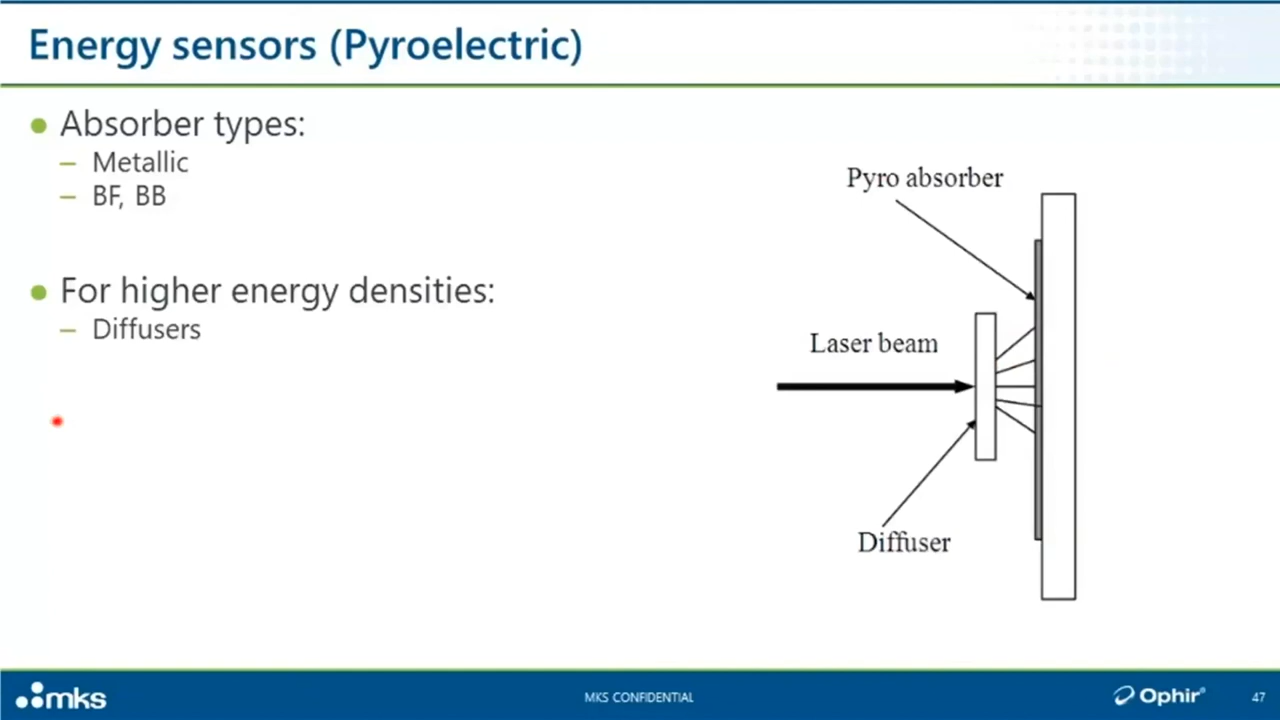 Energy sensors (Pyroelectric)
Absorber types:
– Metallic
– BF, BB
For higher energy densities:
– Diffusers
Pyro absorber
Laser beam
Diffuser
mks
MKS CONFIDENTIAL
Ophir®
47